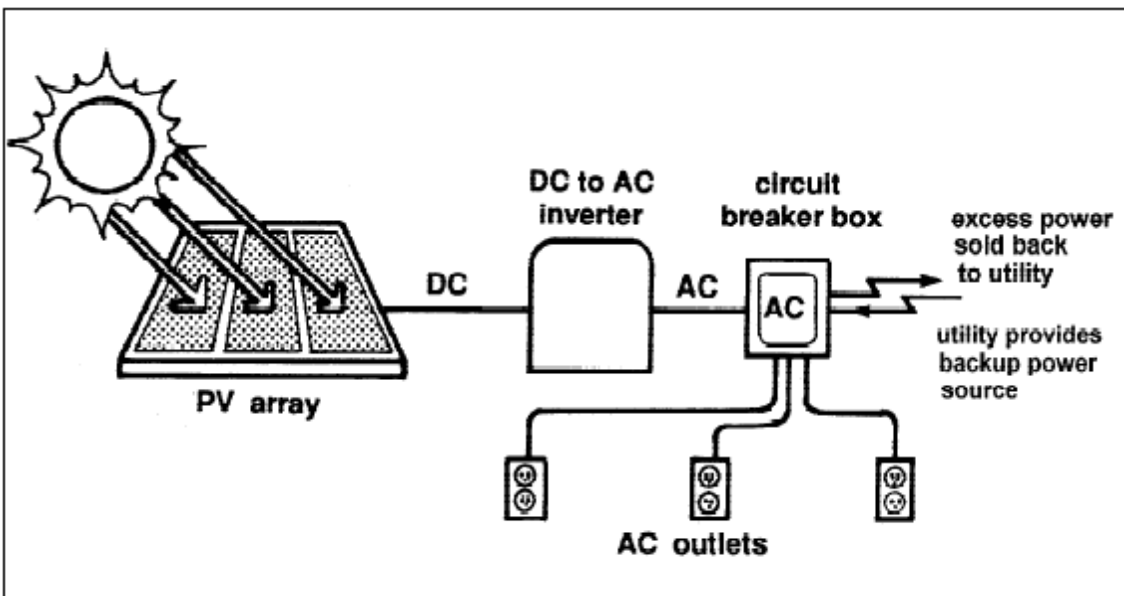 DC to AC
inverter
circuit
breaker box
excess power
sold back
to utility
DC
AC
AC
utility provides
backup power
source
PV array
AC outlets